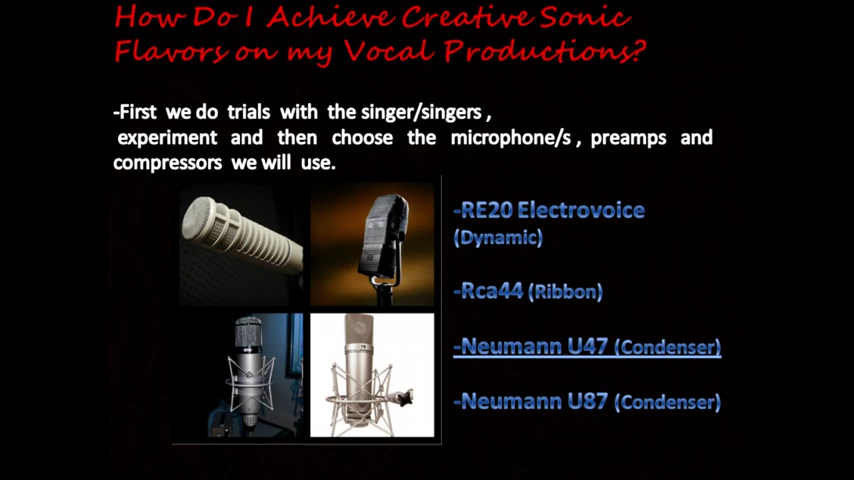 How Do I Achieve Creative Sonic
Flavors on my Vocal Productions?
-First we do trials with the singer/singers ,
experiment and then choose the microphone/s , preamps and
compressors we will use.
-RE20 Electrovoice
(Dynamic)
-Rca44 (Ribbon)
-Neumann U47 (Condenser)
-Neumann U87 (Condenser)